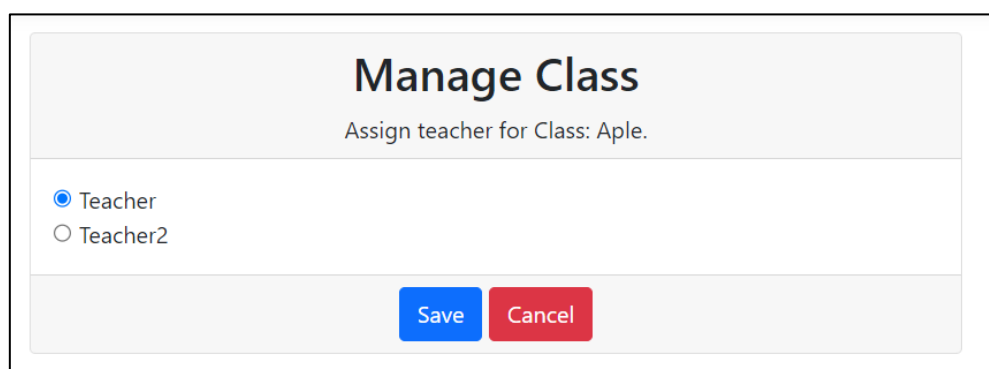 Manage Class
Assign teacher for Class: Aple.
Teacher
Teacher2
Save Cancel